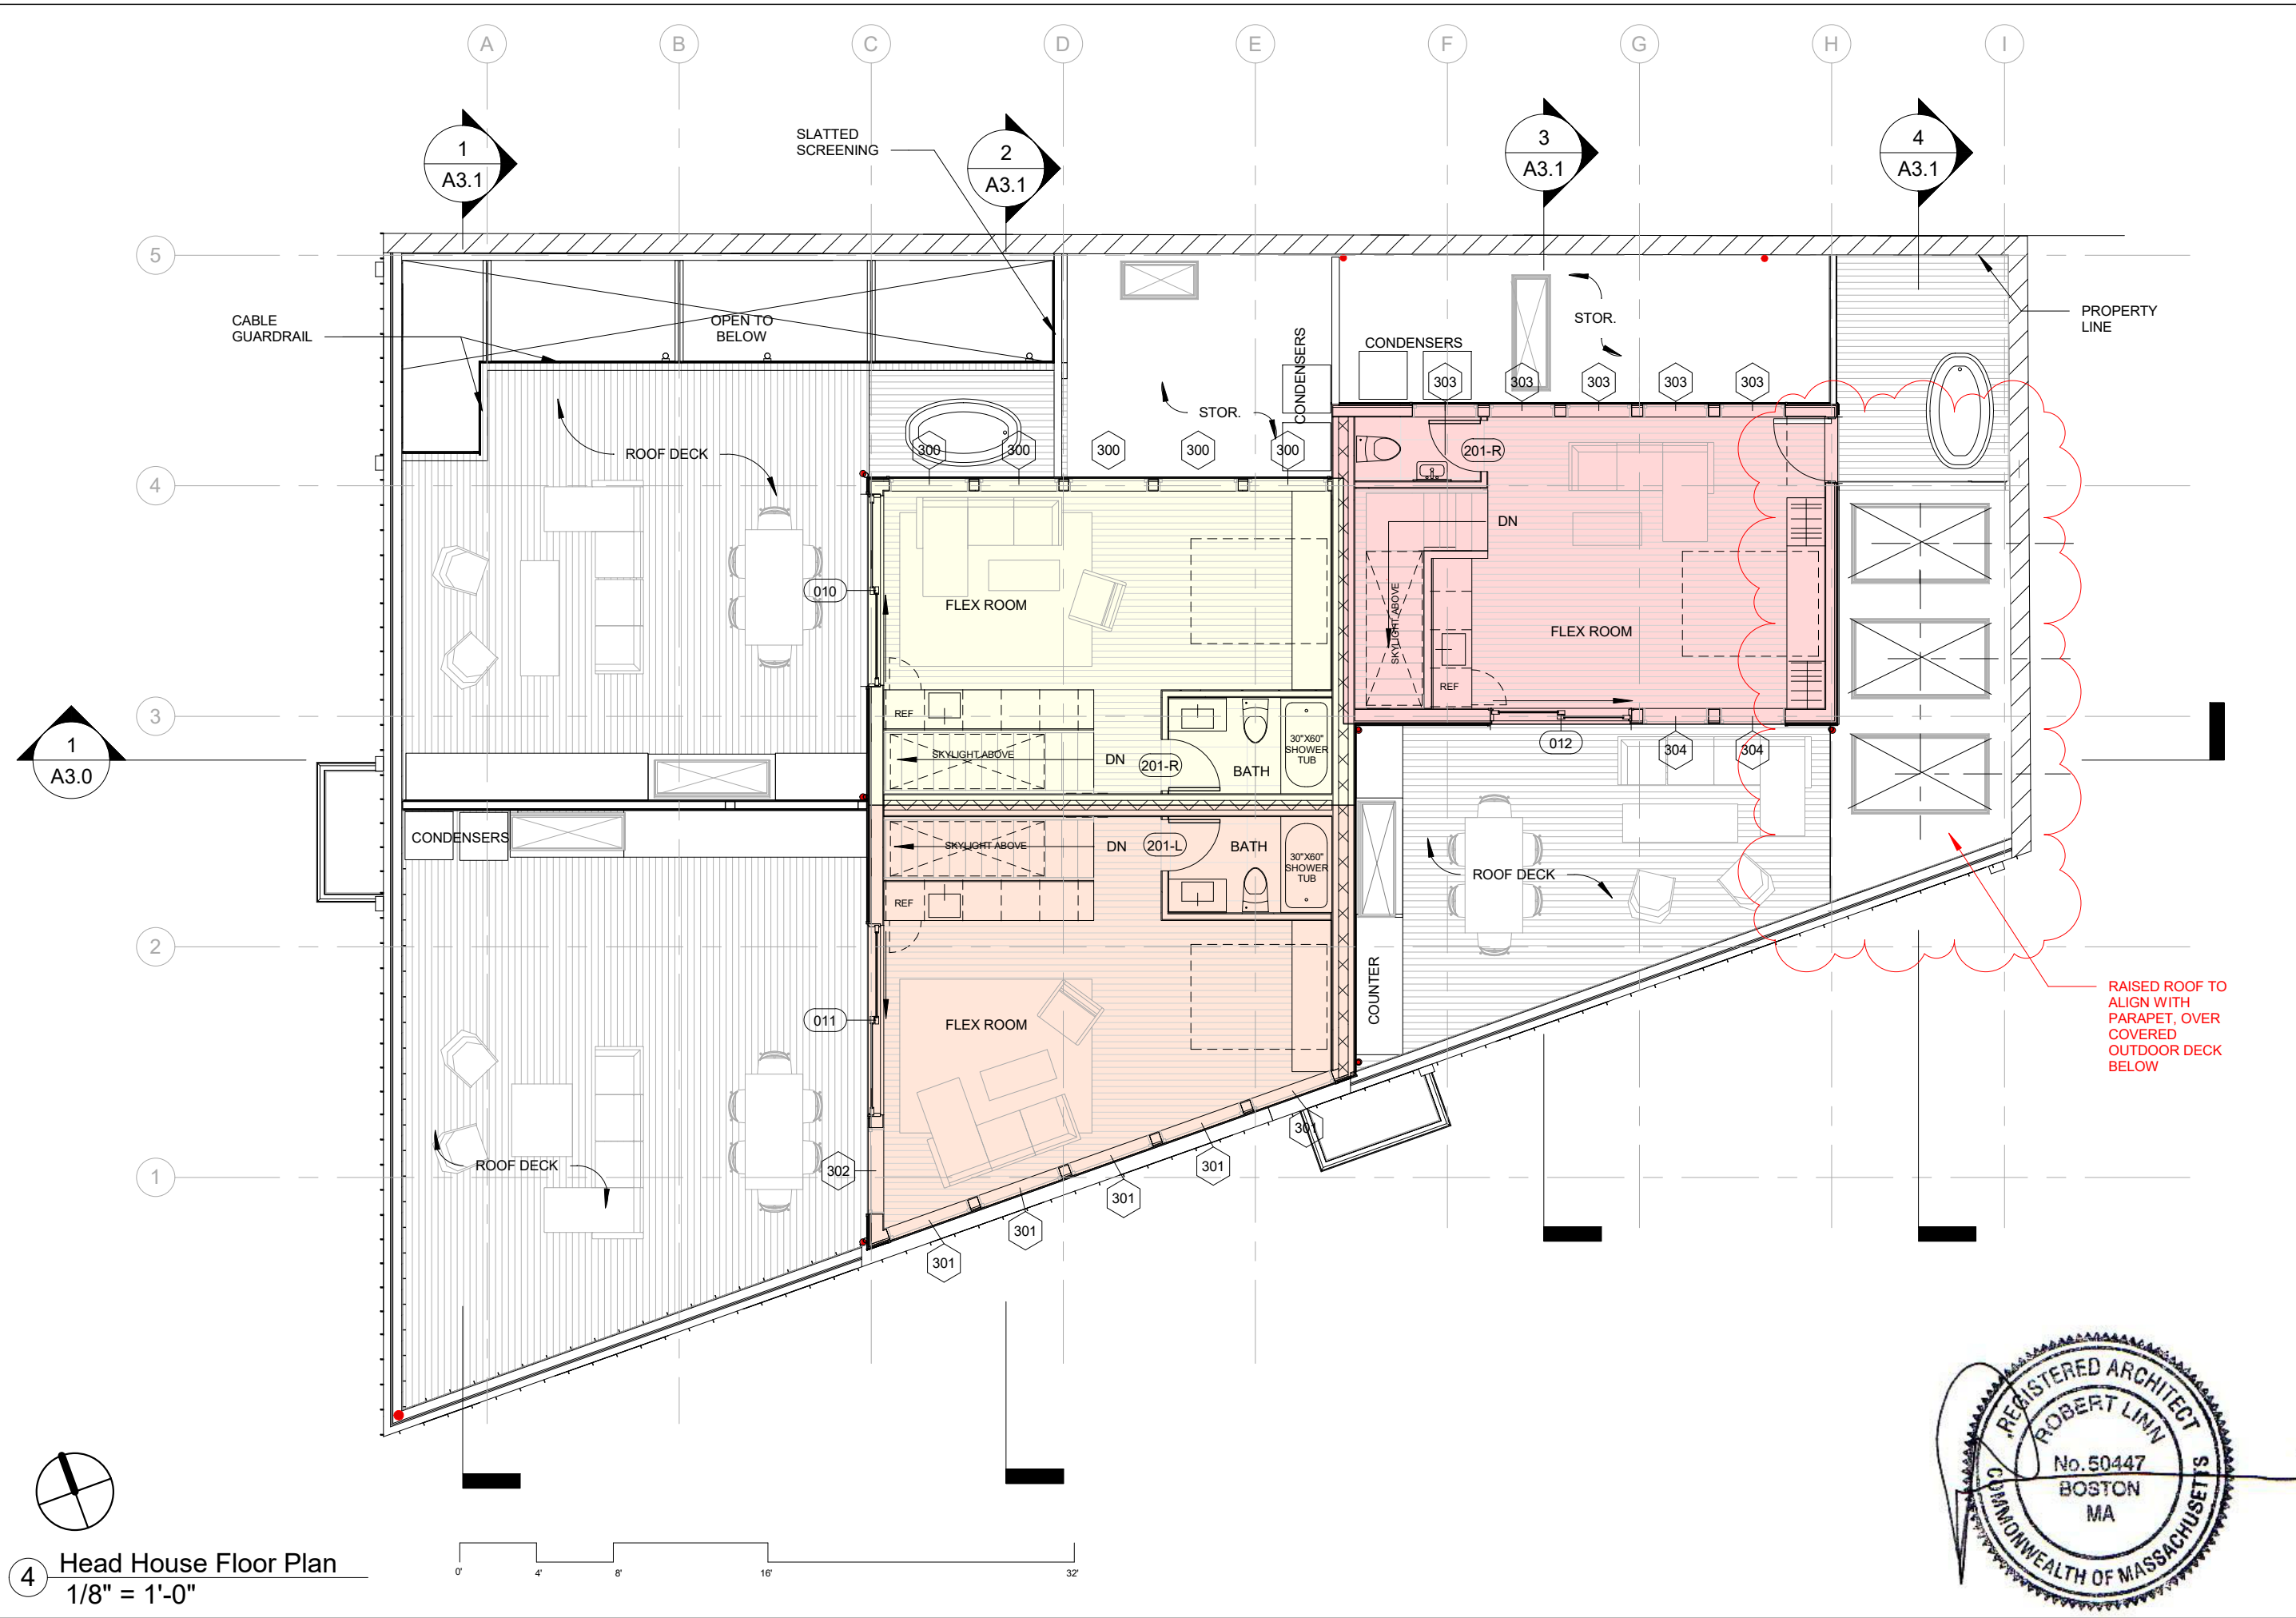 A
B
C
D
E
F
G
H
I
1
A3.1
2
A3.1
3
A3.1
4
A3.1
SLATTED
SCREENING
5
CABLE
GUARDRAIL
OPEN TO
BELOW
CONDENSERS
STOR.
CONDENSERS
STOR.
PROPERTY
LINE
303
303
303
303
303
ROOF DECK
300
300
300
300
300
201-R
4
DN
010
FLEX ROOM
SKYLIGHT ABOVE
FLEX ROOM
REF
3
REF
1
A3.0
SKYLIGHT ABOVE
DN
201-R
BATH
30"X60"
SHOWER
TUB
012
304
304
CONDENSERS
SKYLIGHT ABOVE
DN
201-L
BATH
30"X60"
SHOWER
TUB
REF
ROOF DECK
2
COUNTER
011
FLEX ROOM
RAISED ROOF TO
ALIGN WITH
PARAPET, OVER
COVERED
OUTDOOR DECK
BELOW
1
ROOF DECK
302
301
301
301
301
301
REGISTERED ARCHITECT
ROBERT LINN
No.50447
BOSTON
MA
COMMONWEALTH OF MASSACHUSETTS
4
Head House Floor Plan
1/8" = 1'-0"
0'
4'
8'
16'
32'